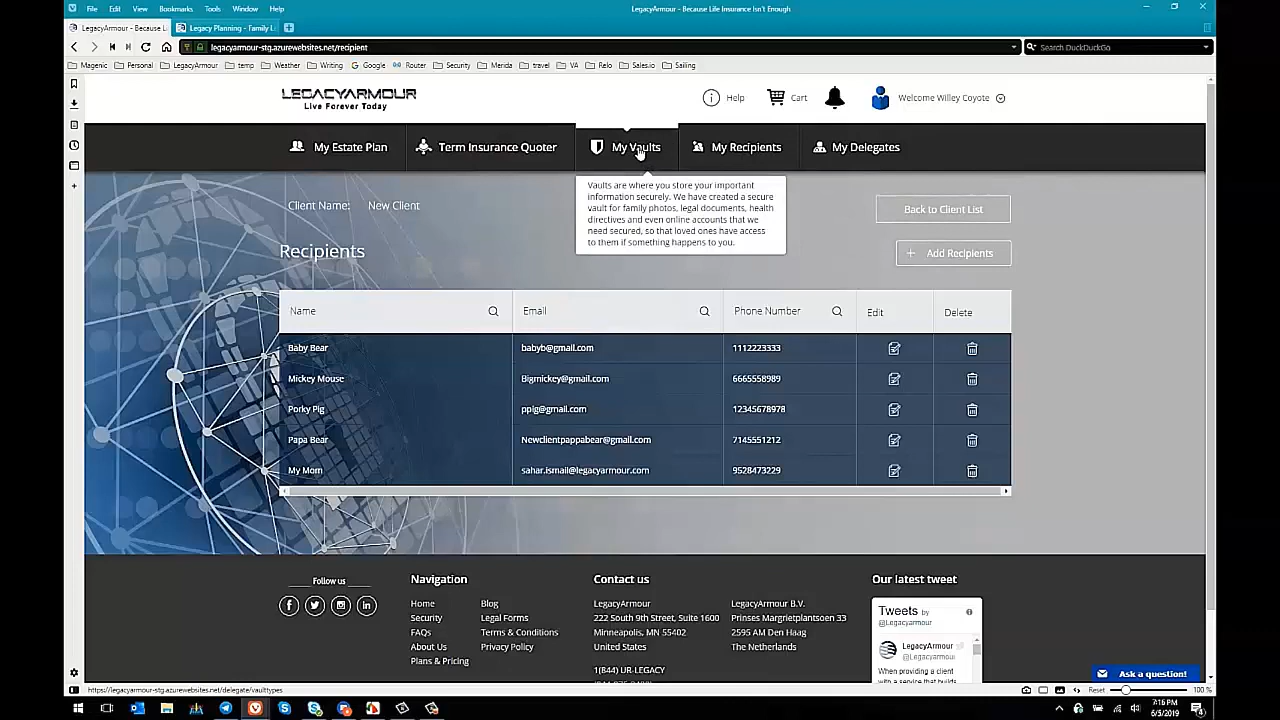 File Edit View Bookmarks Tools Window Help
LegacyArmour - Because Life Insurance Isn't Enough
LegacyArmour - Because L
Legacy Planning - Family L
legacyarmour-stg.azurewebsites.net/recipient
Search DuckDuckGo
Magenic Personal LegacyArmour temp Weather Writing Google Router Security Merida travel VA Relo Sales.io Sailing
LEGACYARMOUR
Live Forever Today
Help
Cart
Welcome Willey Coyote
My Estate Plan
Term Insurance Quoter
My Vaults
My Recipients
My Delegates
Vaults are where you store your important
information securely. We have created a secure
vault for family photos, legal documents, health
directives and even online accounts that we
need secured, so that loved ones have access
to them if something happens to you.
Client Name: New Client
Back to Client List
Recipients
+ Add Recipients
Name Email Phone Number Edit Delete
Baby Bear babyb@gmail.com 1112223333
Mickey Mouse Bigmickey@gmail.com 6665558989
Porky Pig ppig@gmail.com 12345678978
Papa Bear Newclientpappabear@gmail.com 7145551212
My Mom sahar.ismail@legacyarmour.com 9528473229
Follow us
Navigation
Home
Security
FAQs
About Us
Plans & Pricing
Blog
Legal Forms
Terms & Conditions
Privacy Policy
Contact us
LegacyArmour
222 South 9th Street, Suite 1600
Minneapolis, MN 55402
United States
1(844) UR-LEGACY
LegacyArmour B.V.
Prinses Margrietplantsoen 33
2595 AM Den Haag
The Netherlands
Our latest tweet
Tweets by
@Legacyarmour
LegacyArmour
@Legacyarmour
When providing a client
with a service that builds
Ask a question!
https://legacyarmour-stg.azurewebsites.net/delegate/vaulttypes
Reset 100 %
7:16 PM
6/5/2019